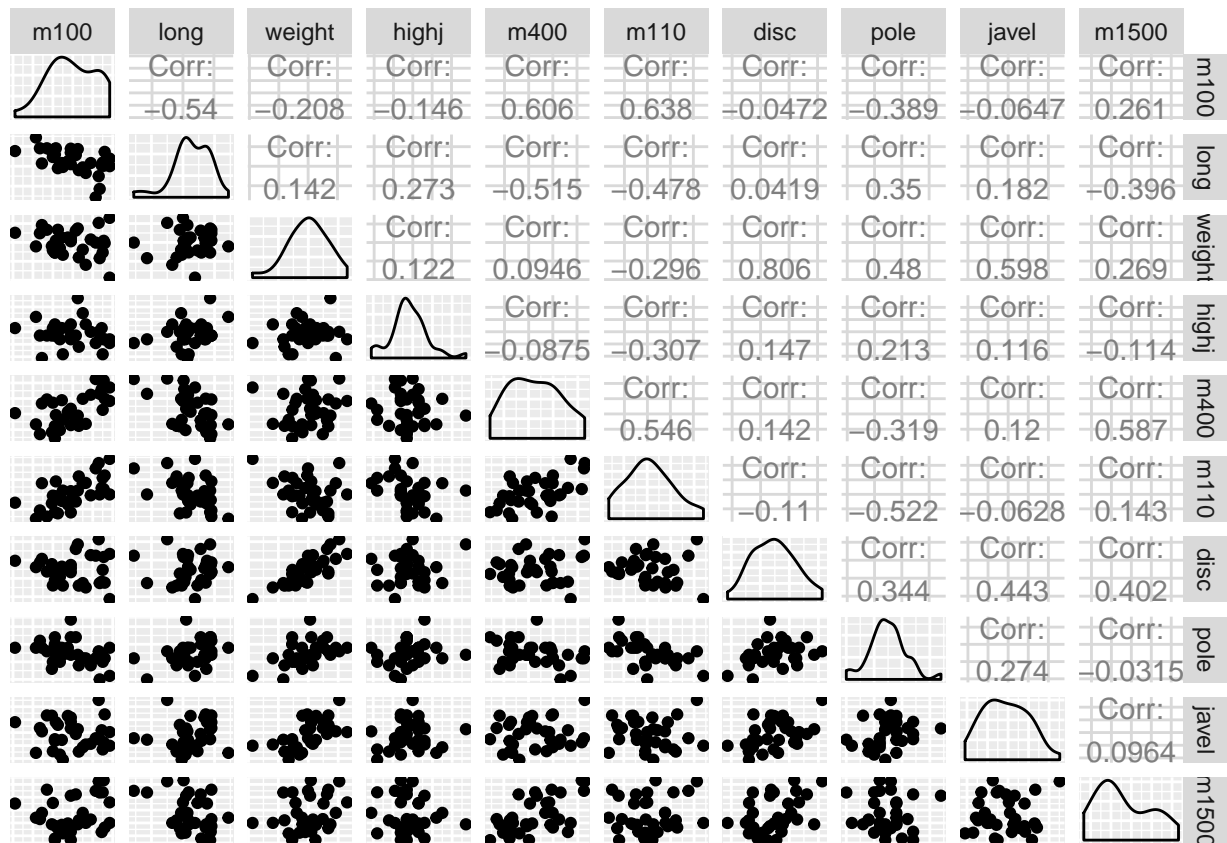 m100 long weight highj m400 m110 disc pole javel m1500
Corr: Corr: Corr: Corr: Corr: Corr: Corr: Corr: Corr: m100
−0.54 −0.208 −0.146 0.606 0.638 −0.0472 −0.389 −0.0647 0.261
Corr: Corr: Corr: Corr: Corr: Corr: Corr: Corr: long
0.142 0.273 −0.515 −0.478 0.0419 0.35 0.182 −0.396
Corr: Corr: Corr: Corr: Corr: Corr: Corr: weight
0.122 0.0946 −0.296 0.806 0.48 0.598 0.269
Corr: Corr: Corr: Corr: Corr: Corr: highj
−0.0875 −0.307 0.147 0.213 0.116 −0.114
Corr: Corr: Corr: Corr: Corr: m400
0.546 0.142 −0.319 0.12 0.587
Corr: Corr: Corr: Corr: m110
−0.11 −0.522 −0.0628 0.143
Corr: Corr: Corr: disc
0.344 0.443 0.402
Corr: Corr: pole
0.274 −0.0315
Corr: javel
0.0964
m1500